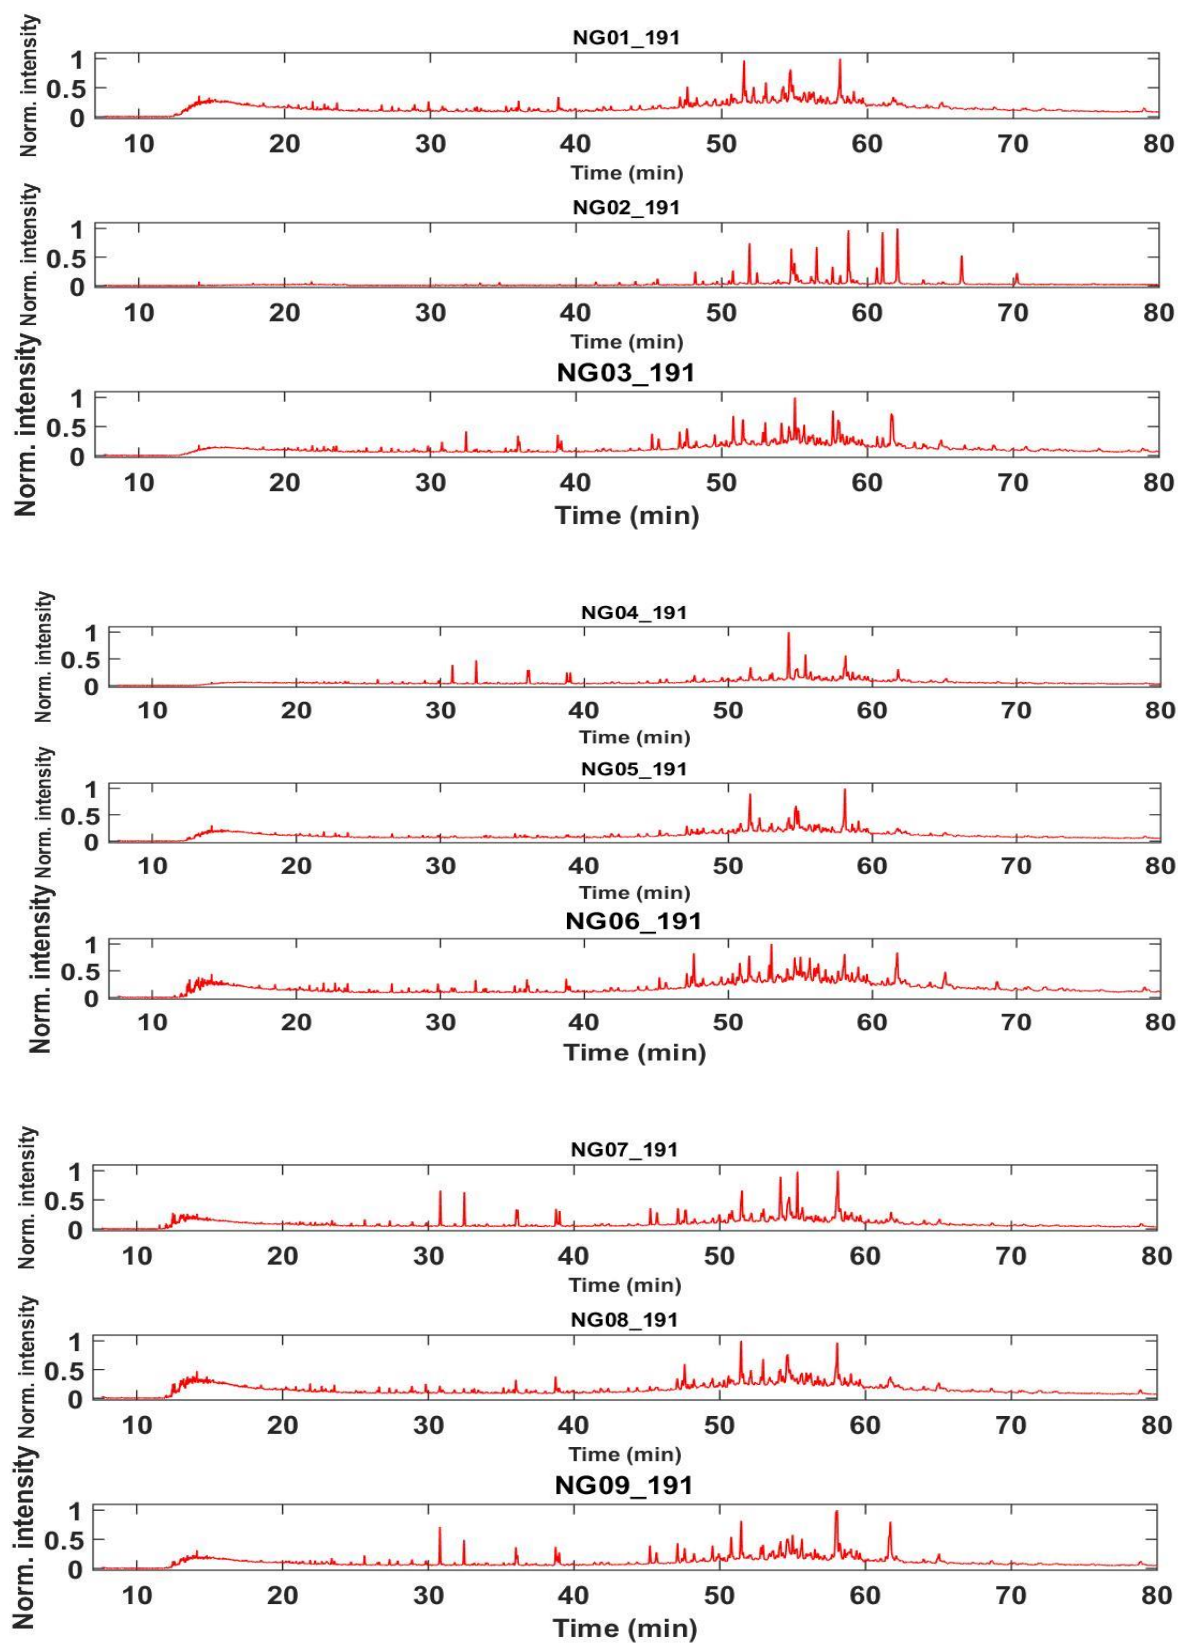 NG01_191
Norm. intensity
1
0.5
0
10 20 30 40 50 60 70 80
Time (min)
NG02_191
Norm. intensity
1
0.5
0
10 20 30 40 50 60 70 80
Time (min)
NG03_191
Norm. intensity
1
0.5
0
10 20 30 40 50 60 70 80
Time (min)
NG04_191
Norm. intensity
1
0.5
0
10 20 30 40 50 60 70 80
Time (min)
NG05_191
Norm. intensity
1
0.5
0
10 20 30 40 50 60 70 80
Time (min)
NG06_191
Norm. intensity
1
0.5
0
10 20 30 40 50 60 70 80
Time (min)
NG07_191
Norm. intensity
1
0.5
0
10 20 30 40 50 60 70 80
Time (min)
NG08_191
Norm. intensity
1
0.5
0
10 20 30 40 50 60 70 80
Time (min)
NG09_191
Norm. intensity
1
0.5
0
10 20 30 40 50 60 70 80
Time (min)